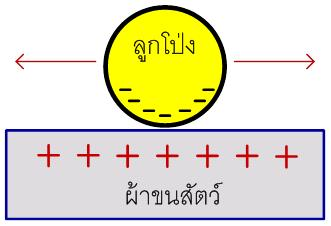 ลูกโป่ง
+ + + + + + +
ผ้าขนสัตว์